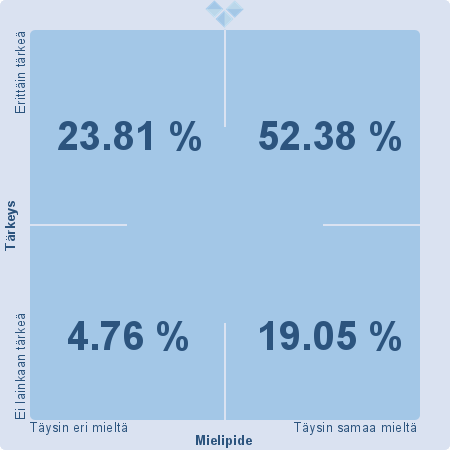 Erittäin tärkeä
23.81 %
52.38 %
Tärkeys
Ei lainkaan tärkeä
4.76 %
19.05 %
Täysin eri mieltä
Täysin samaa mieltä
Mielipide